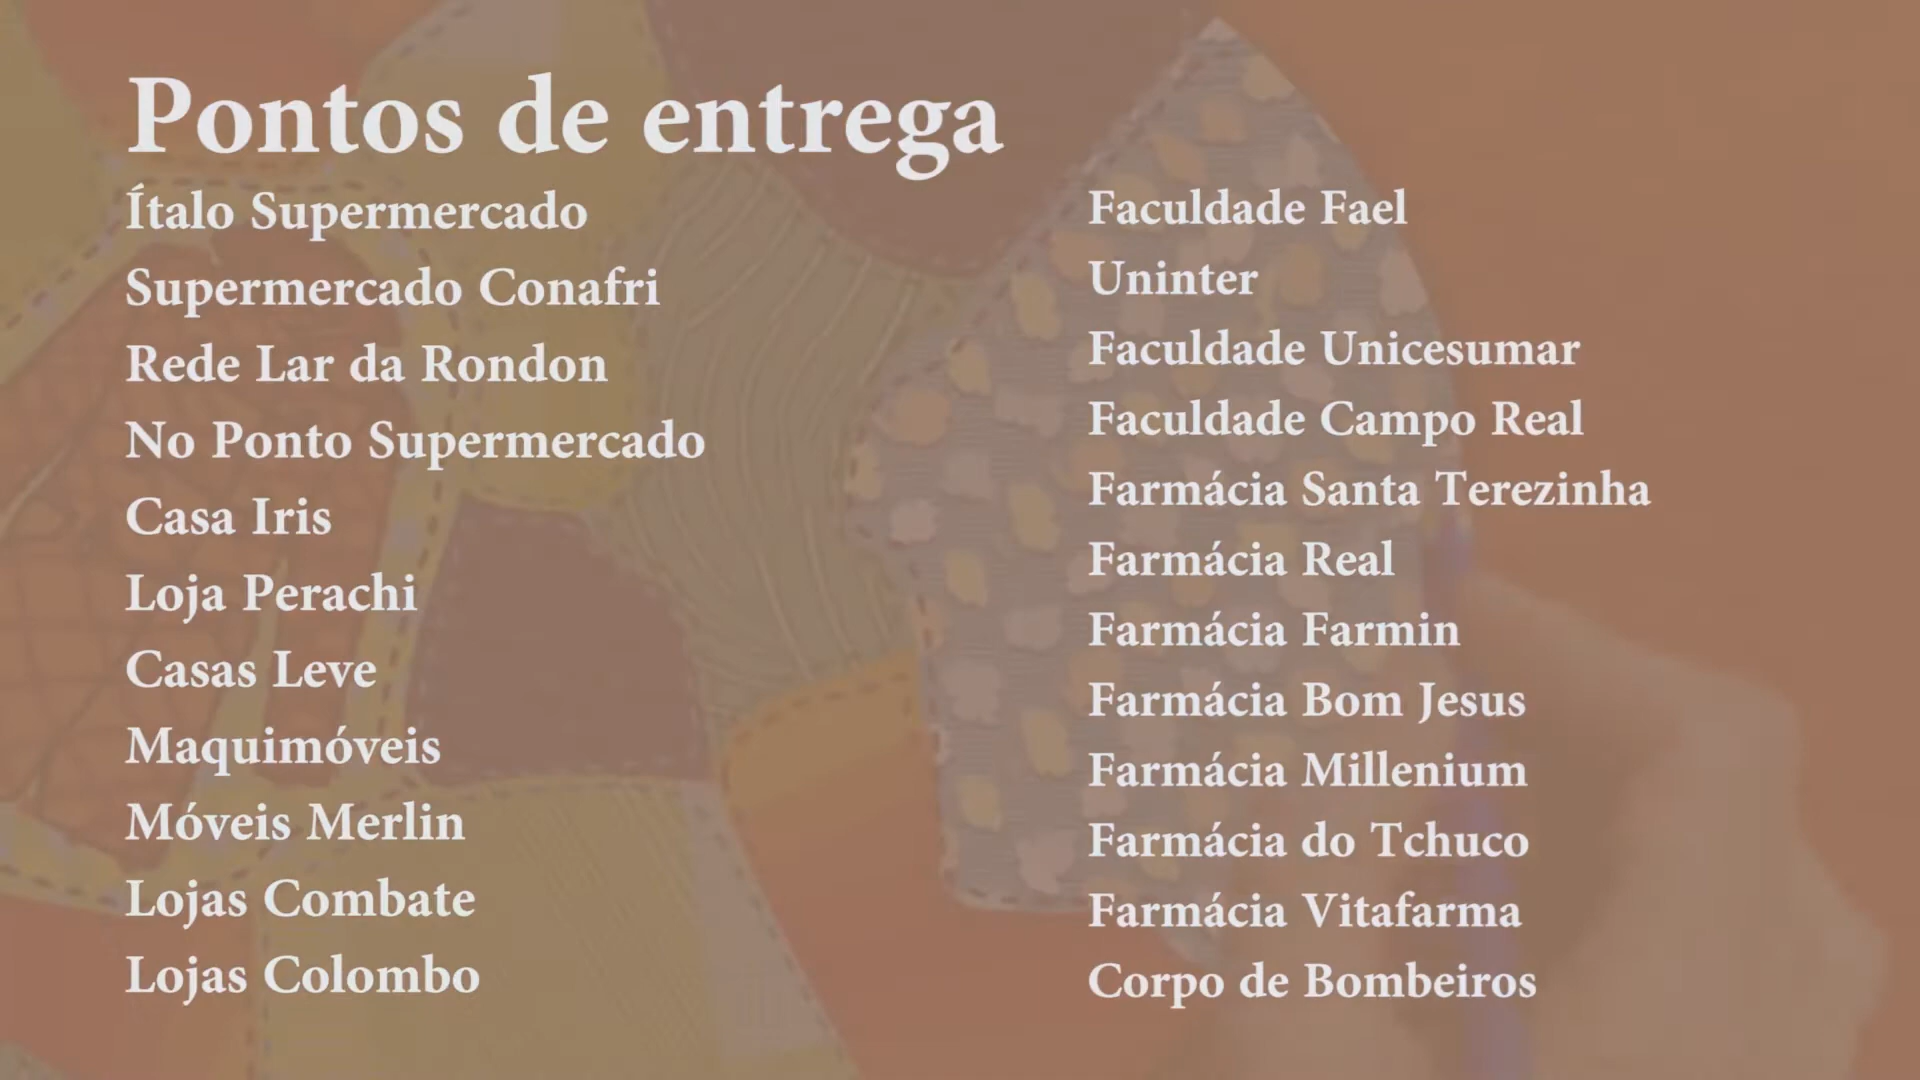 Pontos de entrega
Ítalo Supermercado
Supermercado Conafri
Rede Lar da Rondon
No Ponto Supermercado
Casa Iris
Loja Perachi
Casas Leve
Maquimóveis
Móveis Merlin
Lojas Combate
Lojas Colombo
Faculdade Fael
Uninter
Faculdade Unicesumar
Faculdade Campo Real
Farmácia Santa Terezinha
Farmácia Real
Farmácia Farmin
Farmácia Bom Jesus
Farmácia Millenium
Farmácia do Tchuco
Farmácia Vitafarma
Corpo de Bombeiros